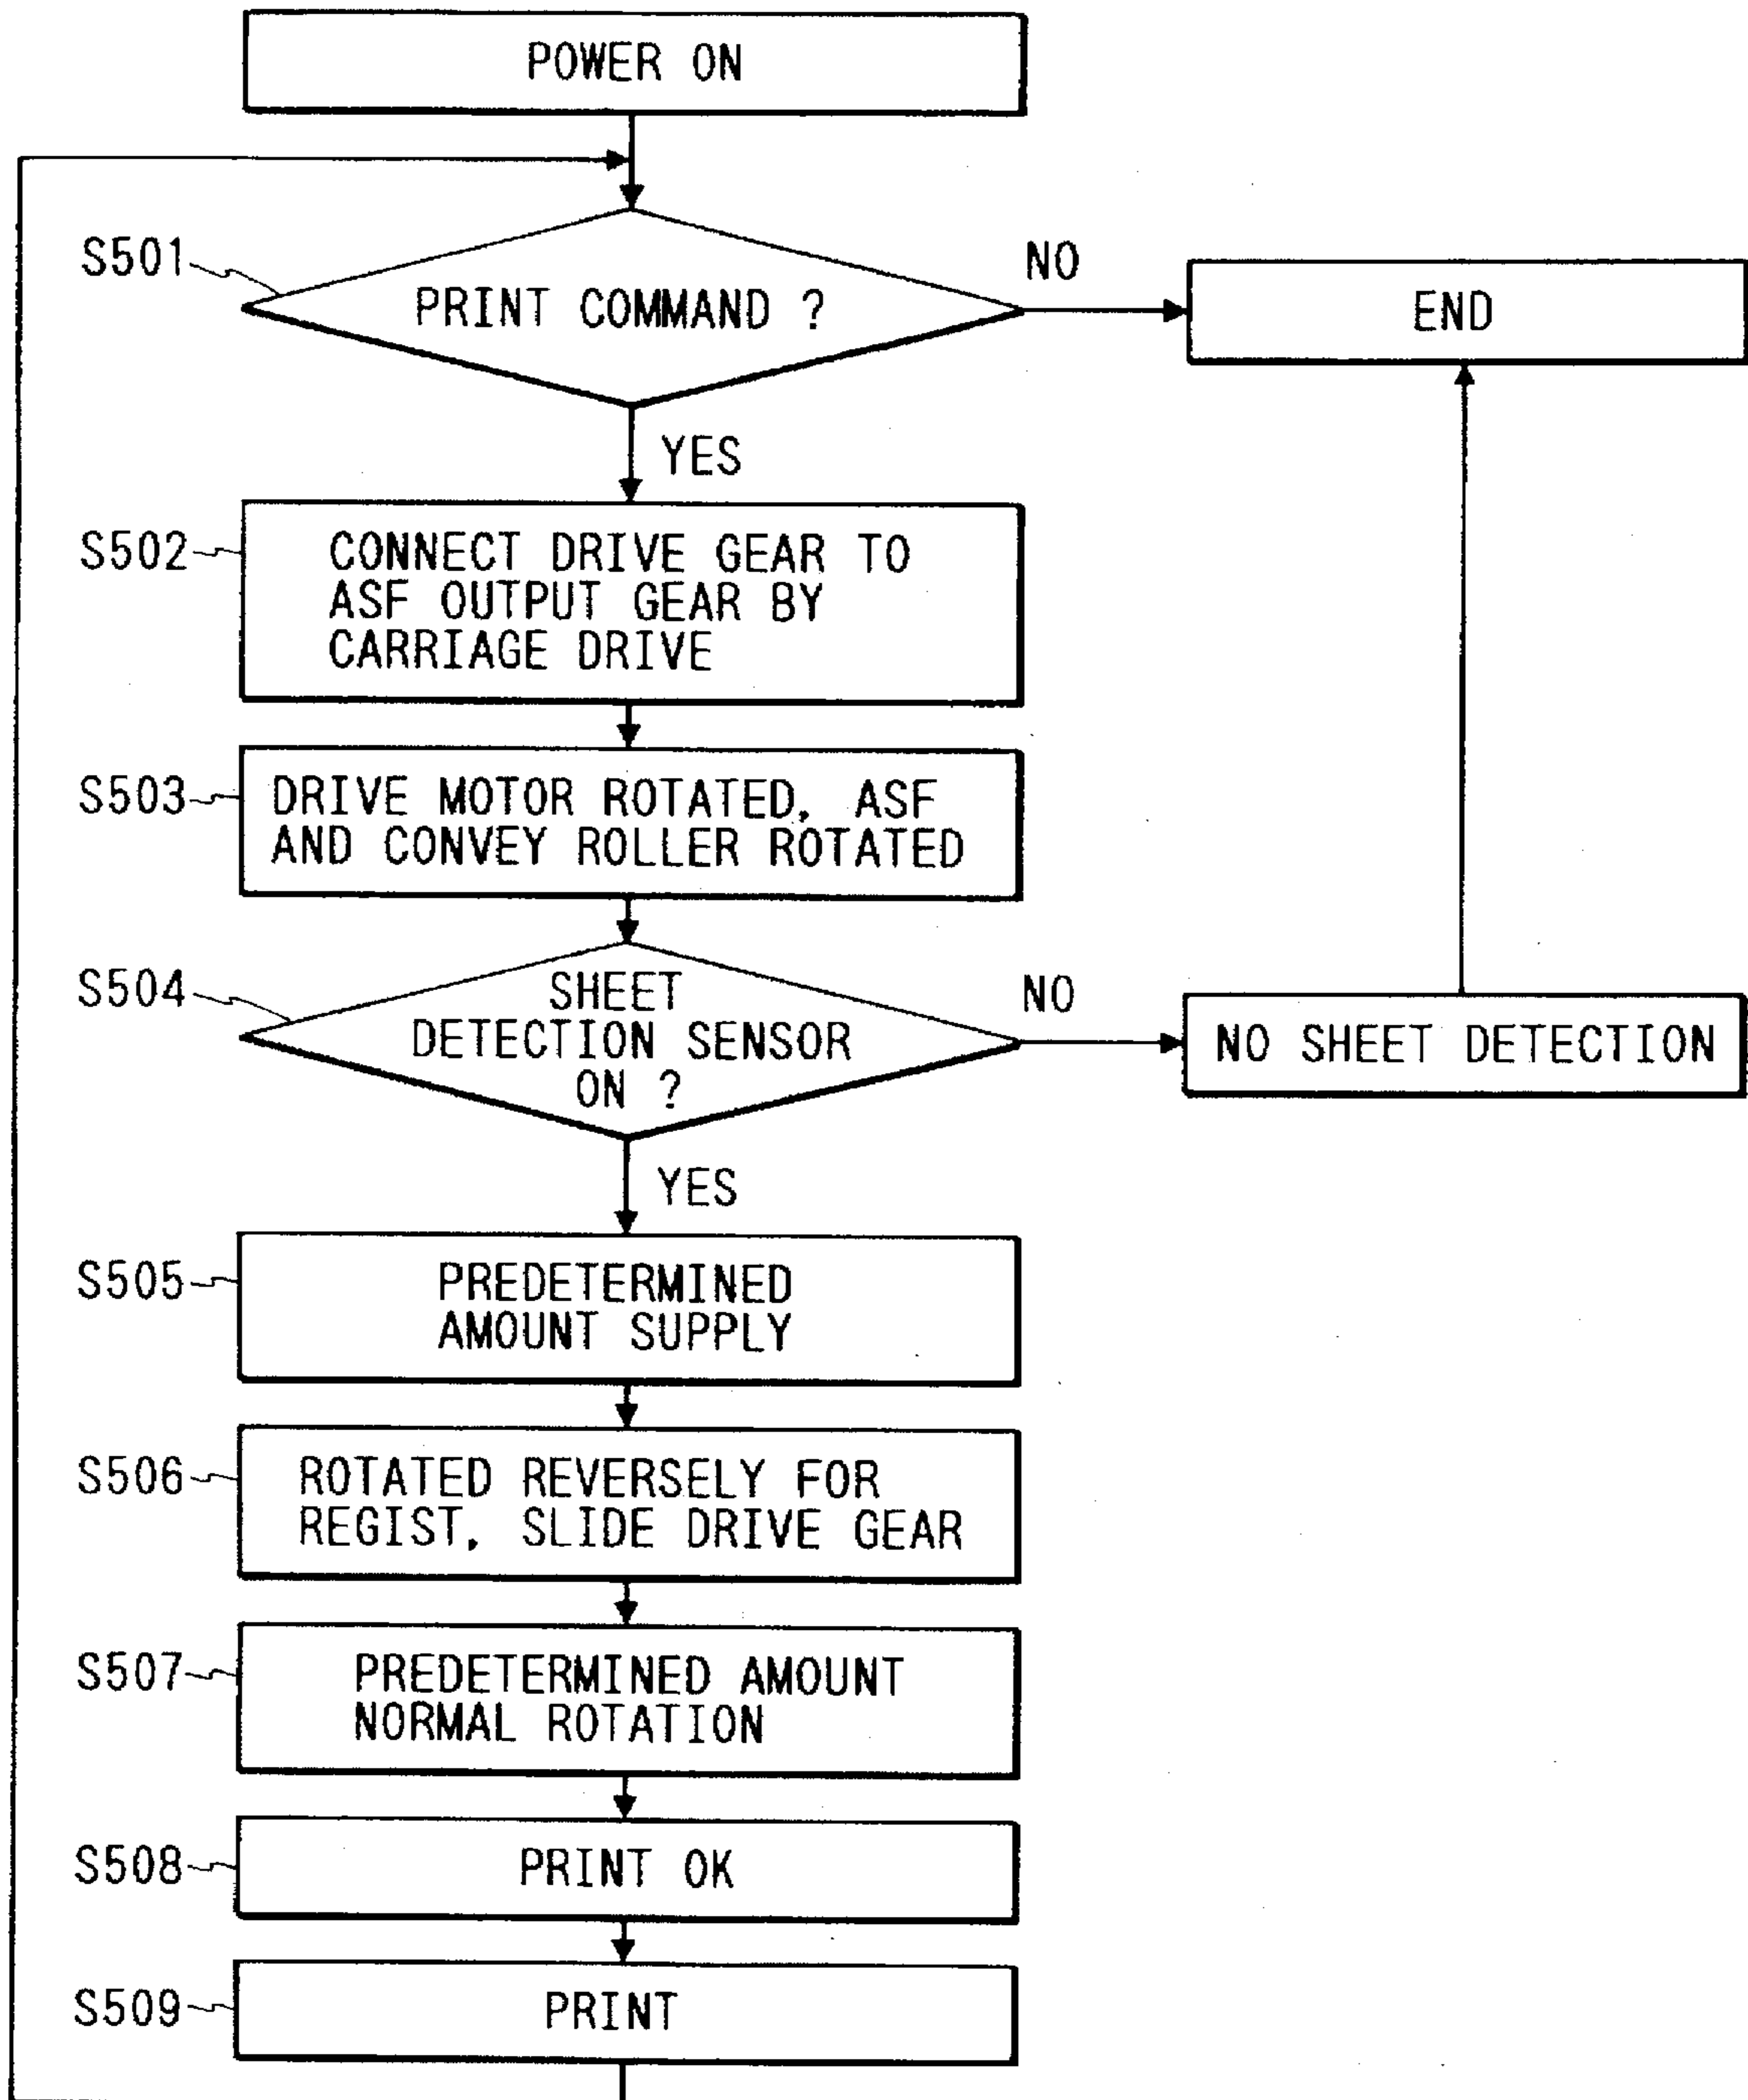 POWER ON
S501
PRINT COMMAND ?
NO
END
YES
S502
CONNECT DRIVE GEAR TO
ASF OUTPUT GEAR BY
CARRIAGE DRIVE
S503
DRIVE MOTOR ROTATED, ASF
AND CONVEY ROLLER ROTATED
S504
SHEET
DETECTION SENSOR
ON ?
NO
NO SHEET DETECTION
YES
S505
PREDETERMINED
AMOUNT SUPPLY
S506
ROTATED REVERSELY FOR
REGIST, SLIDE DRIVE GEAR
S507
PREDETERMINED AMOUNT
NORMAL ROTATION
S508
PRINT OK
S509
PRINT